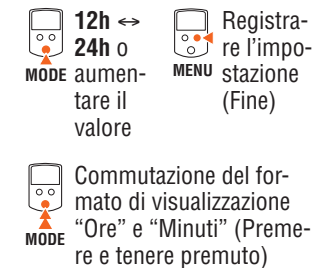 12h ↔
24h o
aumen-
tare il
valore
MODE
Registra-
re l'impo-
stazione
(Fine)
MENU
Commutazione del for-
mato di visualizzazione
“Ore” e “Minuti” (Preme-
re e tenere premuto)
MODE